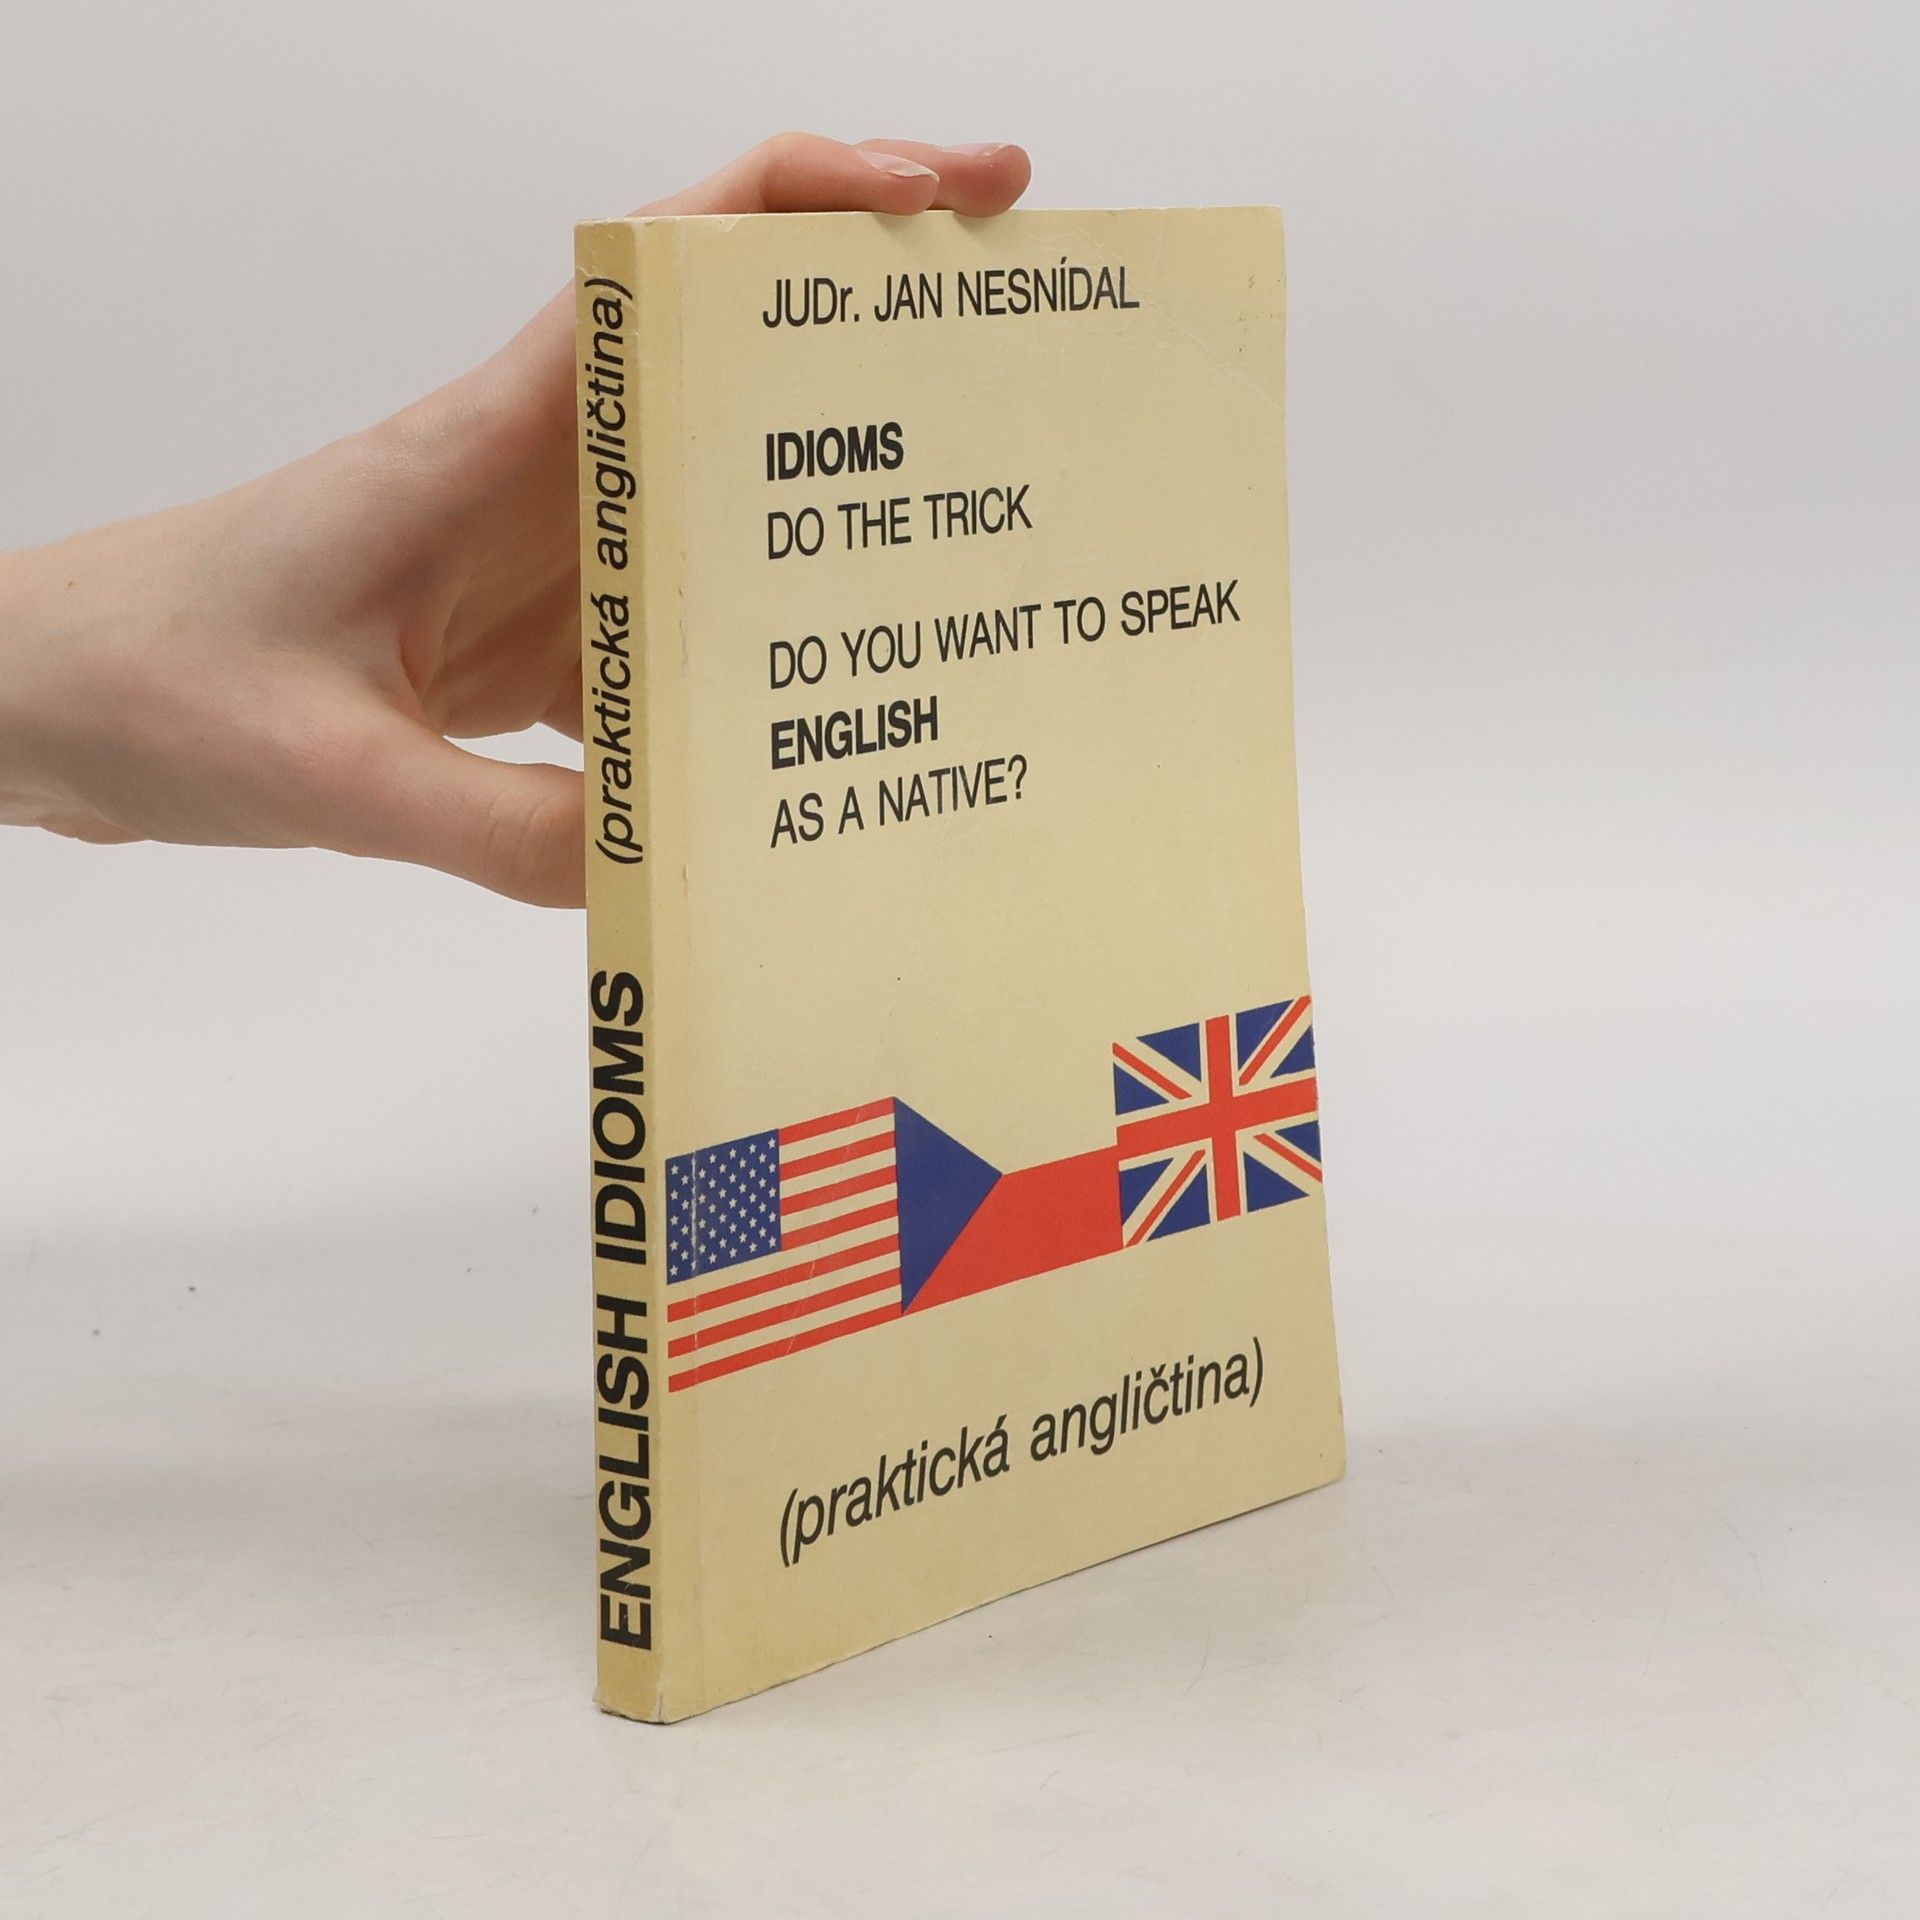 JUDr. JAN NESNÍDAL
IDIOMS
DO THE TRICK
DO YOU WANT TO SPEAK
ENGLISH
AS A NATIVE?
(praktická angličtina)
ENGLISH IDIOMS (praktická angličtina)